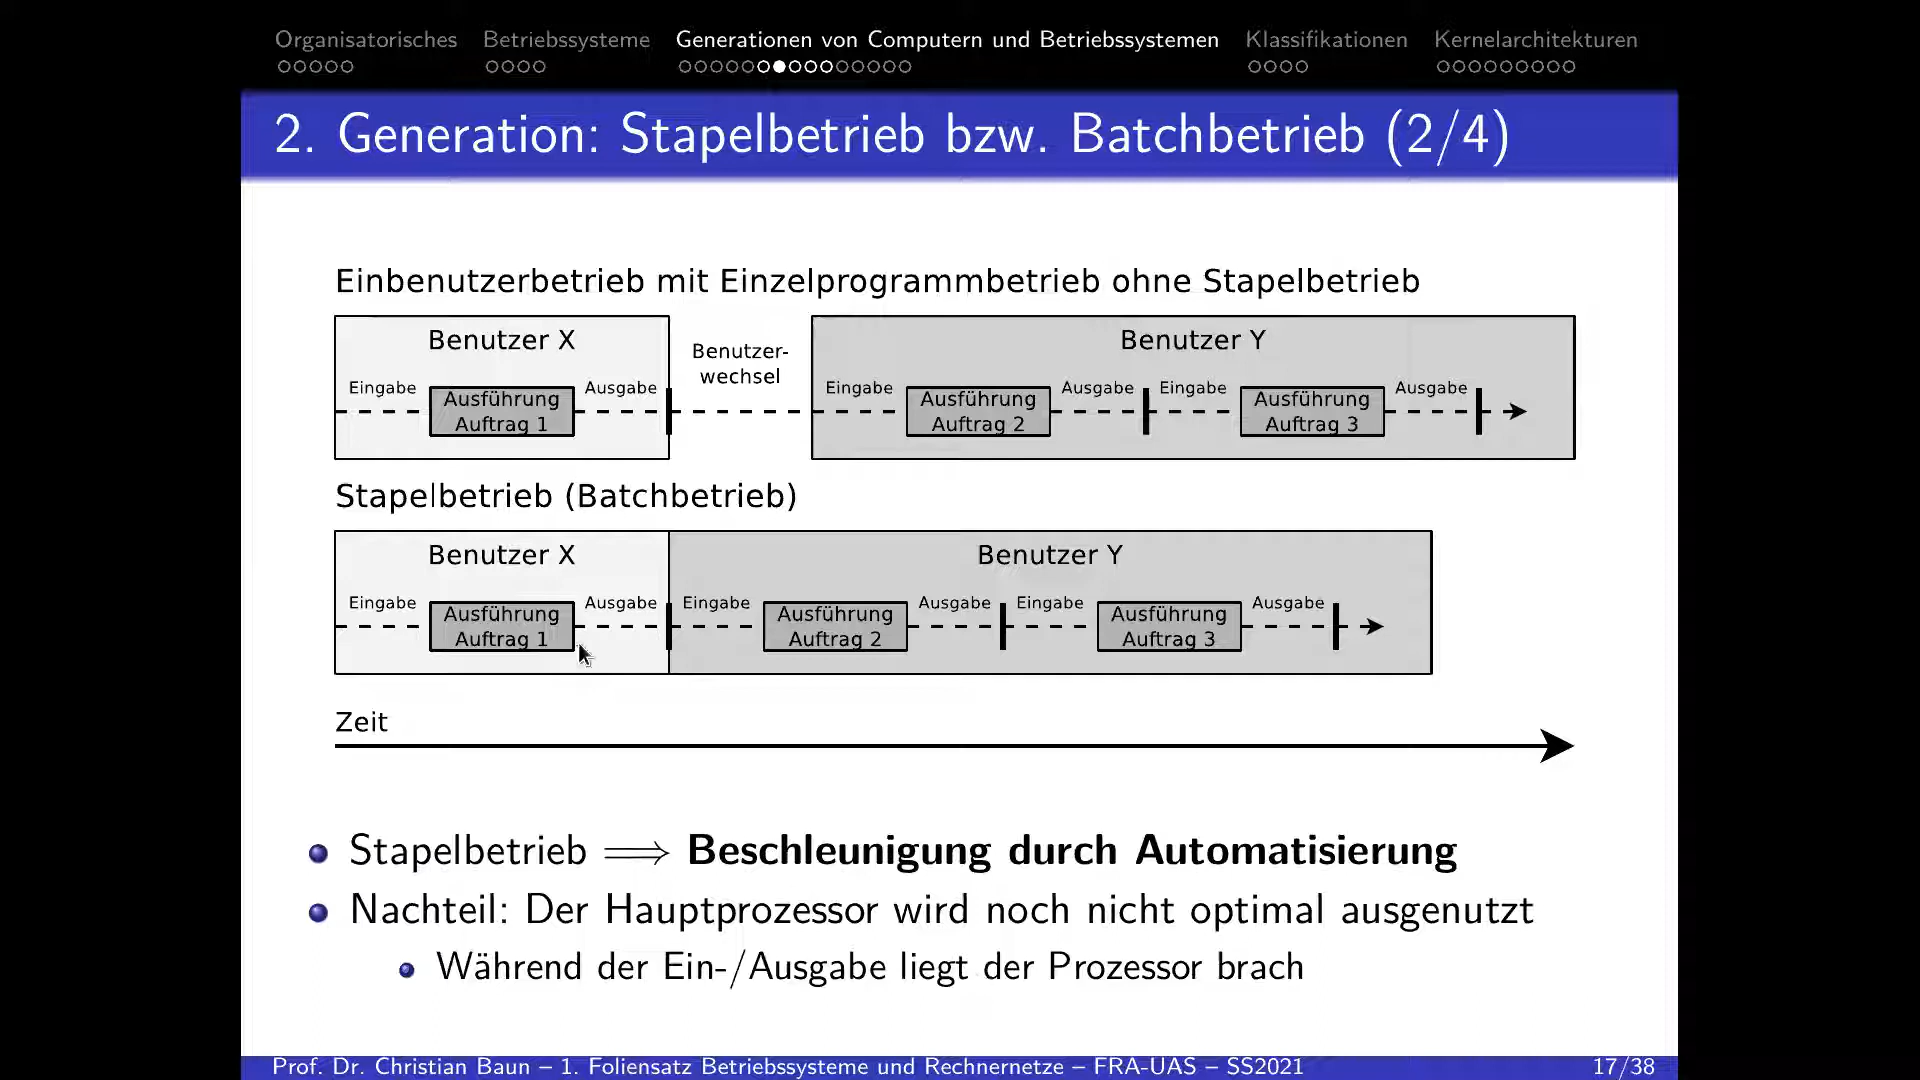 Organisatorisches Betriebssysteme Generationen von Computern und Betriebssystemen Klassifikationen Kernelarchitekturen
2. Generation: Stapelbetrieb bzw. Batchbetrieb (2/4)
Einbenutzerbetrieb mit Einzelprogrammbetrieb ohne Stapelbetrieb
Benutzer X
Eingabe
Ausführung
Auftrag 1
Ausgabe
Benutzer-
wechsel
Benutzer Y
Eingabe
Ausführung
Auftrag 2
Ausgabe
Eingabe
Ausführung
Auftrag 3
Ausgabe
Stapelbetrieb (Batchbetrieb)
Benutzer X
Eingabe
Ausführung
Auftrag 1
Ausgabe
Benutzer Y
Eingabe
Ausführung
Auftrag 2
Ausgabe
Eingabe
Ausführung
Auftrag 3
Ausgabe
Zeit
Stapelbetrieb ⟹ Beschleunigung durch Automatisierung
Nachteil: Der Hauptprozessor wird noch nicht optimal ausgenutzt
Während der Ein-/Ausgabe liegt der Prozessor brach
Prof. Dr. Christian Baun – 1. Foliensatz Betriebssysteme und Rechnernetze – FRA-UAS – SS2021 17/38